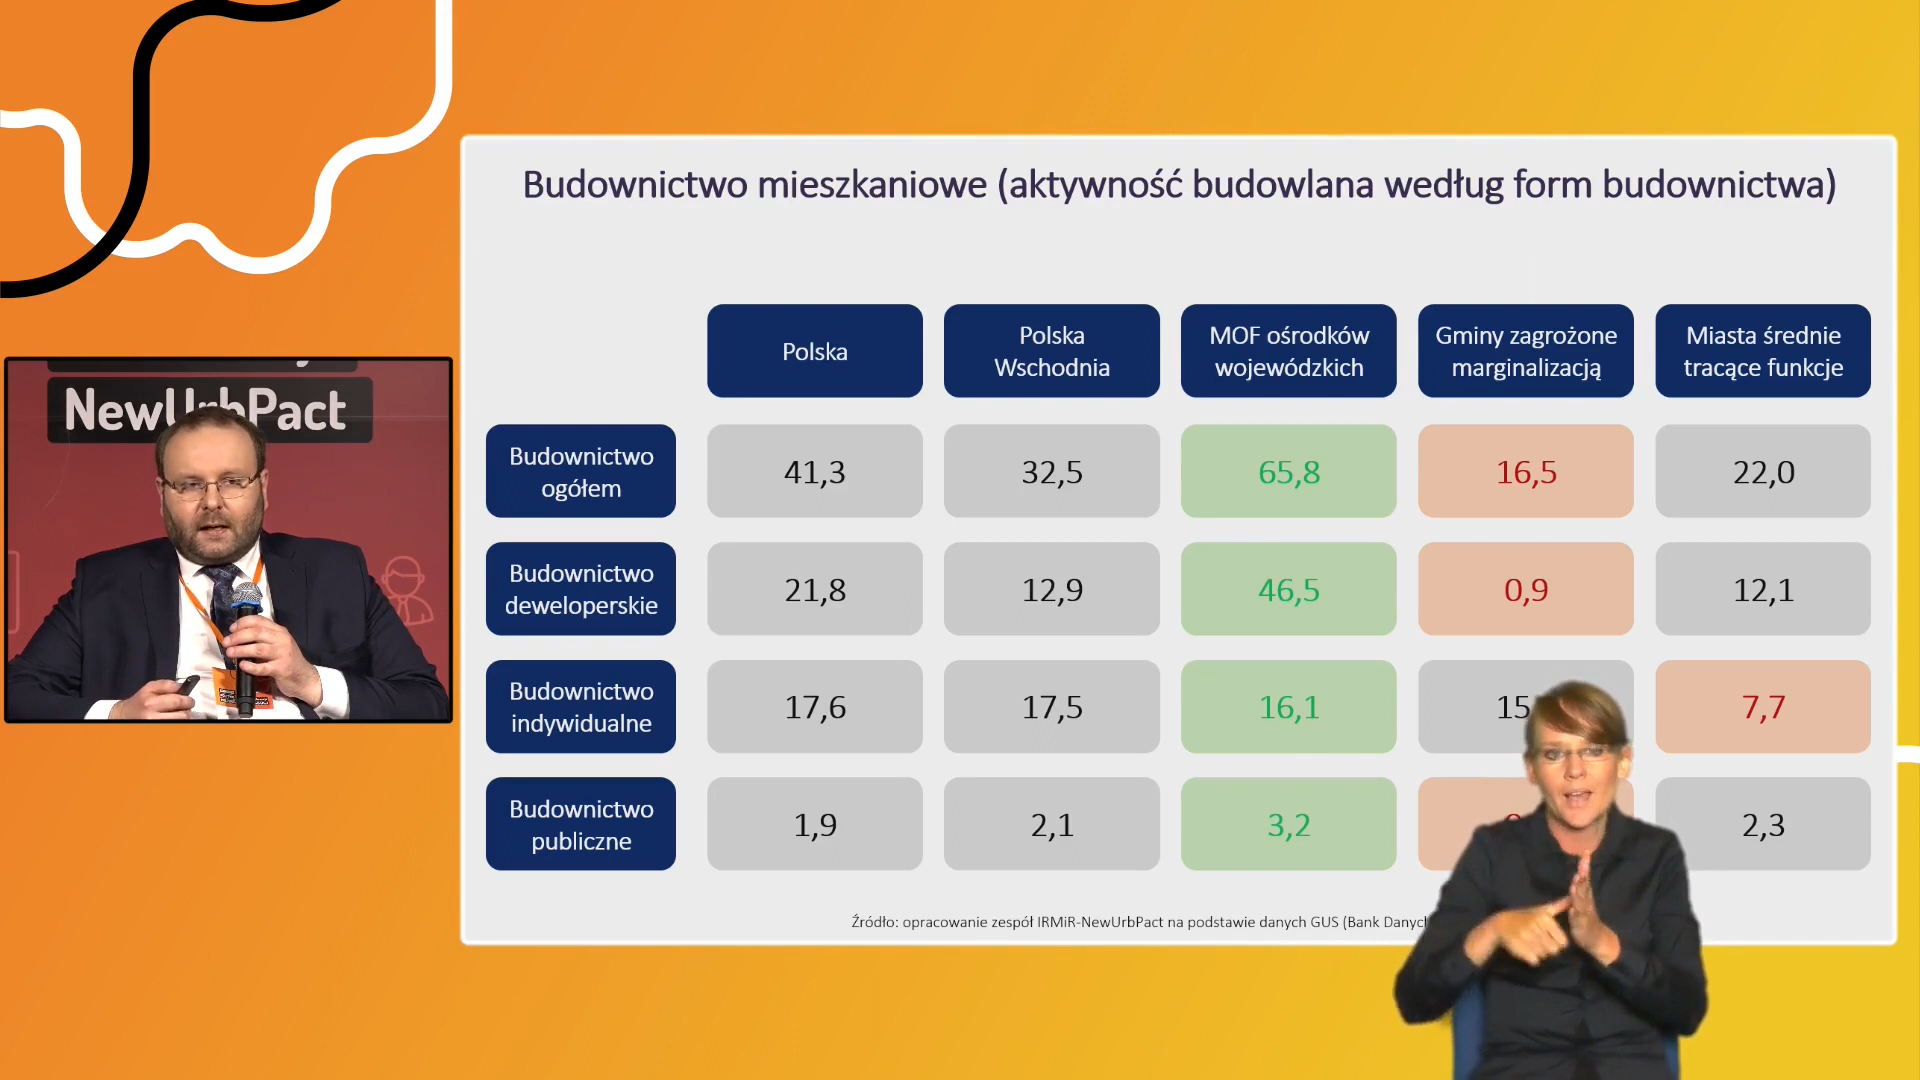 Budownictwo mieszkaniowe (aktywność budowlana według form budownictwa)
Polska
Polska
Wschodnia
MOF ośrodków
wojewódzkich
Gminy zagrożone
marginalizacją
Miasta średnie
tracące funkcje
Budownictwo
ogółem
41,3
32,5
65,8
16,5
22,0
Budownictwo
deweloperskie
21,8
12,9
46,5
0,9
12,1
Budownictwo
indywidualne
17,6
17,5
16,1
7,7
Budownictwo
publiczne
1,9
2,1
3,2
2,3
Źródło: opracowanie zespół IRMiR-NewUrbPact na podstawie danych GUS (Bank
NewUrbPact